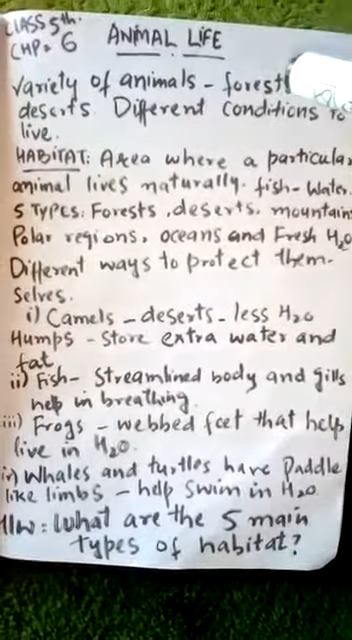 CLASS 5th.
CHP. 6 ANIMAL LIFE
Variety of animals - forest
deserts. Different conditions to
live.
HABITAT: Area where a particula
animal lives naturally. fish- Water.
5 TYPES: Forests, deserts, mountain
Polar regions, oceans and Fresh H2O
Different ways to protect them-
Selves.
i) Camels - deserts - less H2O
Humps - Store extra water and
fat.
ii) Fish - Streamlined body and gills
help in breathing.
iii) Frogs - webbed feet that help
live in H2O.
iv) Whales and turtles have Paddle
like limbs - help swim in H2O.
HW: What are the 5 main
types of habitat?